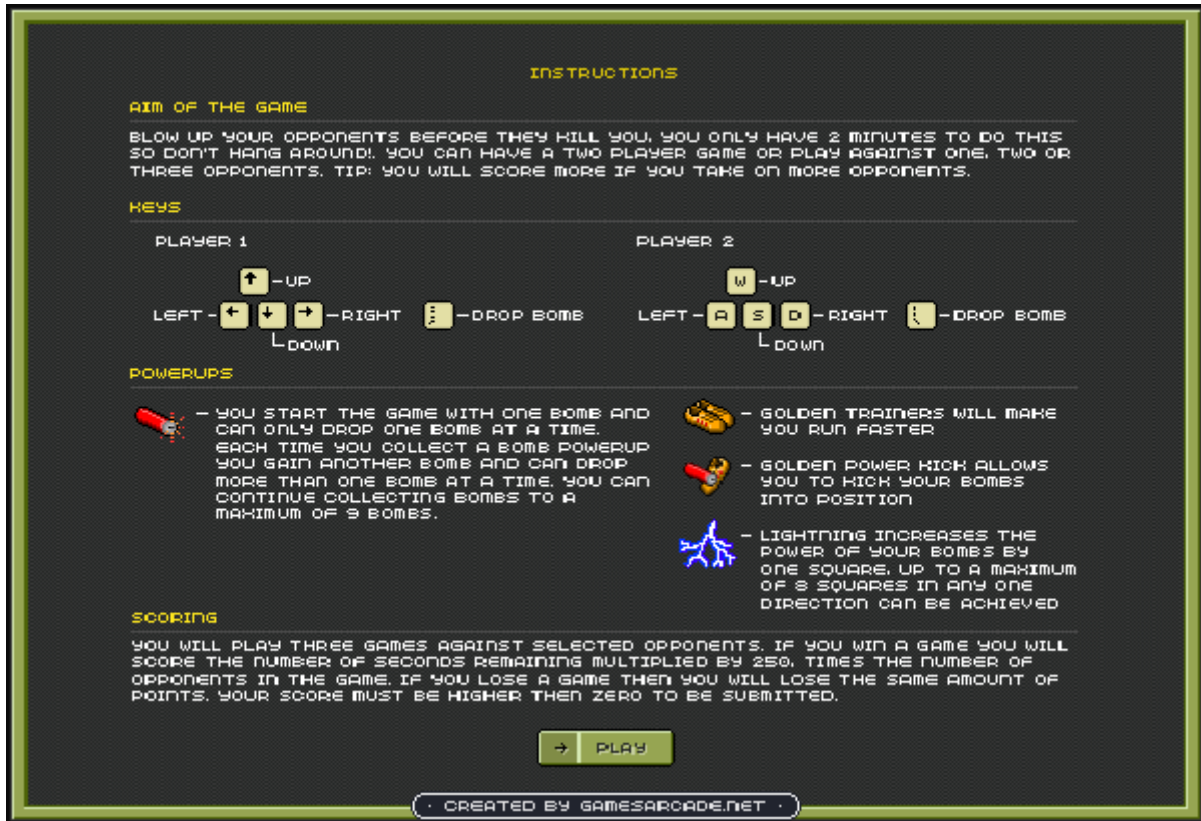 INSTRUCTIONS
AIM OF THE GAME
BLOW UP YOUR OPPONENTS BEFORE THEY KILL YOU. YOU ONLY HAVE 2 MINUTES TO DO THIS
SO DON'T HANG AROUND!. YOU CAN HAVE A TWO PLAYER GAME OR PLAY AGAINST ONE, TWO OR
THREE OPPONENTS. TIP: YOU WILL SCORE MORE IF YOU TAKE ON MORE OPPONENTS.
KEYS
PLAYER 1
UP
LEFT - RIGHT - DROP BOMB
DOWN
PLAYER 2
W - UP
LEFT - A S D - RIGHT - DROP BOMB
DOWN
POWERUPS
- YOU START THE GAME WITH ONE BOMB AND
CAN ONLY DROP ONE BOMB AT A TIME.
EACH TIME YOU COLLECT A BOMB POWERUP
YOU GAIN ANOTHER BOMB AND CAN DROP
MORE THAN ONE BOMB AT A TIME. YOU CAN
CONTINUE COLLECTING BOMBS TO A
MAXIMUM OF 9 BOMBS.
- GOLDEN TRAINERS WILL MAKE
YOU RUN FASTER
- GOLDEN POWER KICK ALLOWS
YOU TO KICK YOUR BOMBS
INTO POSITION
- LIGHTNING INCREASES THE
POWER OF YOUR BOMBS BY
ONE SQUARE. UP TO A MAXIMUM
OF 8 SQUARES IN ANY ONE
DIRECTION CAN BE ACHIEVED
SCORING
YOU WILL PLAY THREE GAMES AGAINST SELECTED OPPONENTS. IF YOU WIN A GAME YOU WILL
SCORE THE NUMBER OF SECONDS REMAINING MULTIPLIED BY 250, TIMES THE NUMBER OF
OPPONENTS IN THE GAME. IF YOU LOSE A GAME THEN YOU WILL LOSE THE SAME AMOUNT OF
POINTS. YOUR SCORE MUST BE HIGHER THEN ZERO TO BE SUBMITTED.
PLAY
· CREATED BY GAMESARCADE.NET ·